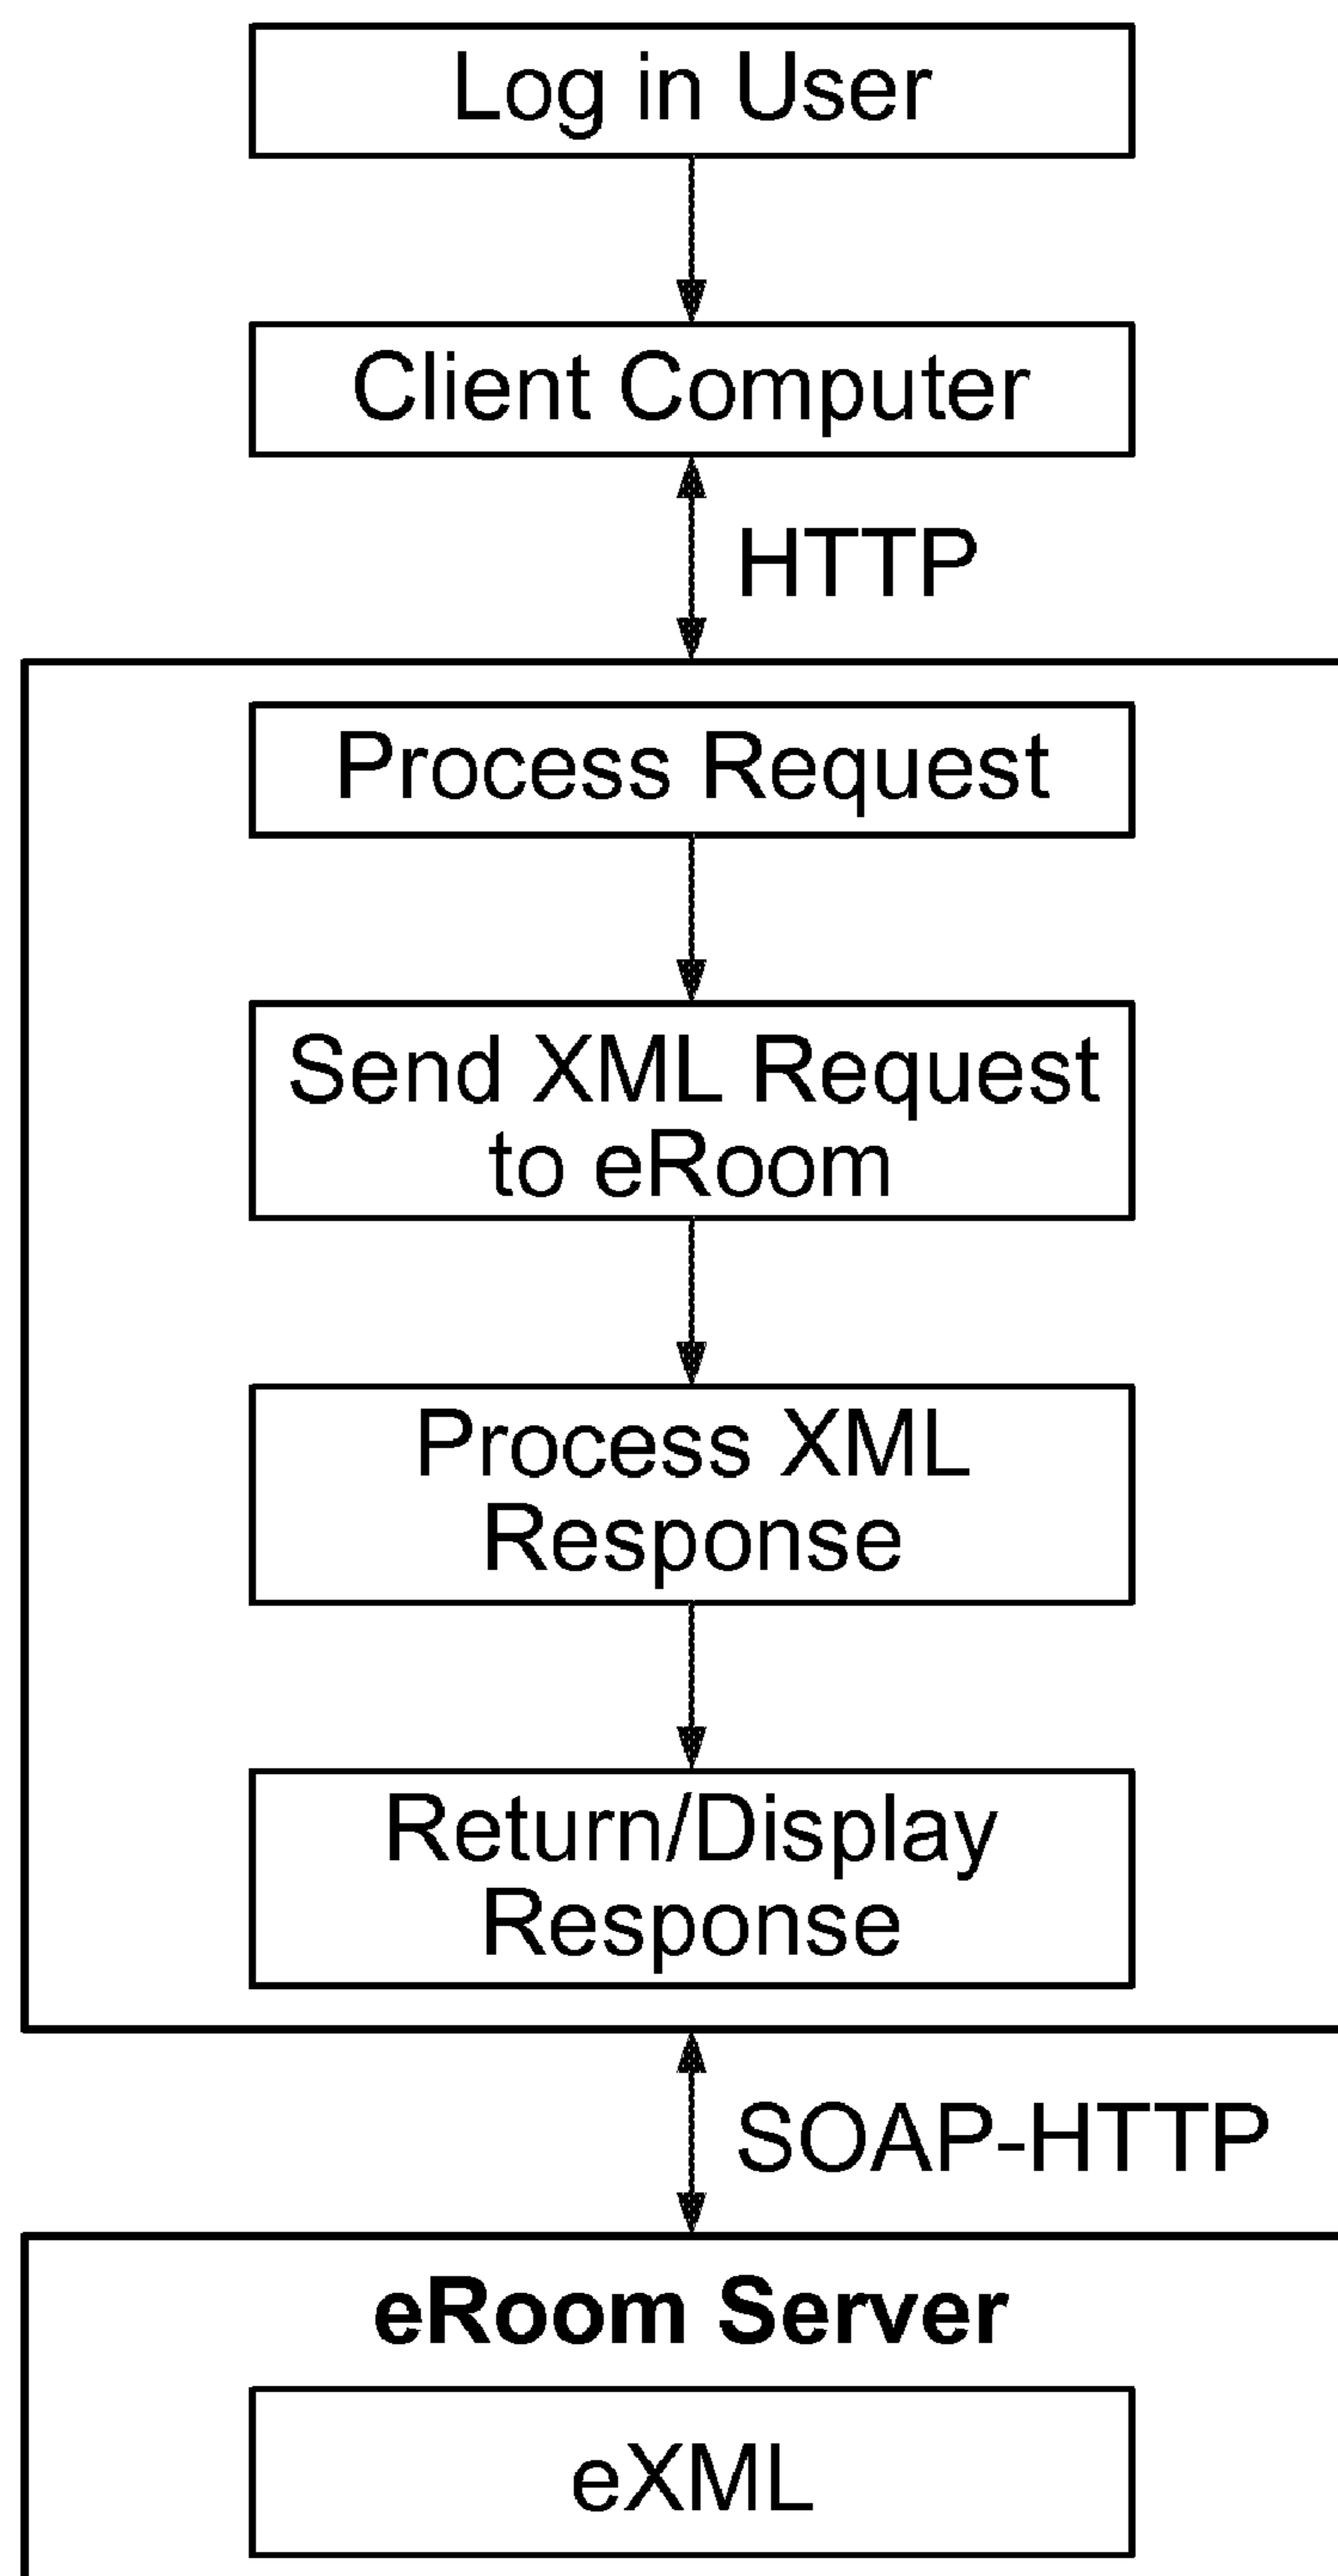 Log in User
Client Computer
HTTP
Process Request
Send XML Request
to eRoom
Process XML
Response
Return/Display
Response
SOAP-HTTP
eRoom Server
eXML